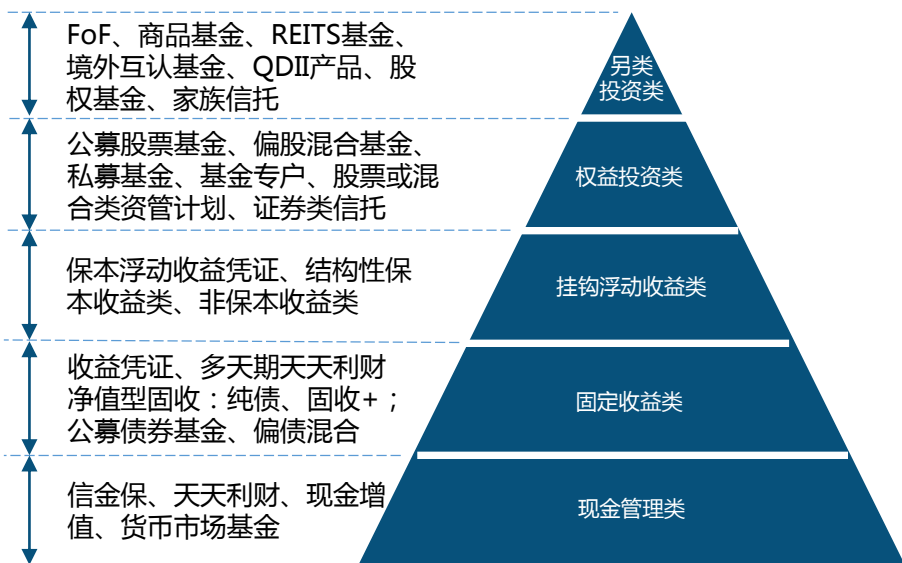 FoF、商品基金、REITS基金、
境外互认基金、QDII产品、股
权基金、家族信托
另类
投资类
公募股票基金、偏股混合基金、
私募基金、基金专户、股票或混
合类资管计划、证券类信托
权益投资类
保本浮动收益凭证、结构性保
本收益类、非保本收益类
挂钩浮动收益类
收益凭证、多天期天天利财
净值型固收：纯债、固收+；
公募债券基金、偏债混合
固定收益类
信金保、天天利财、现金增
值、货币市场基金
现金管理类